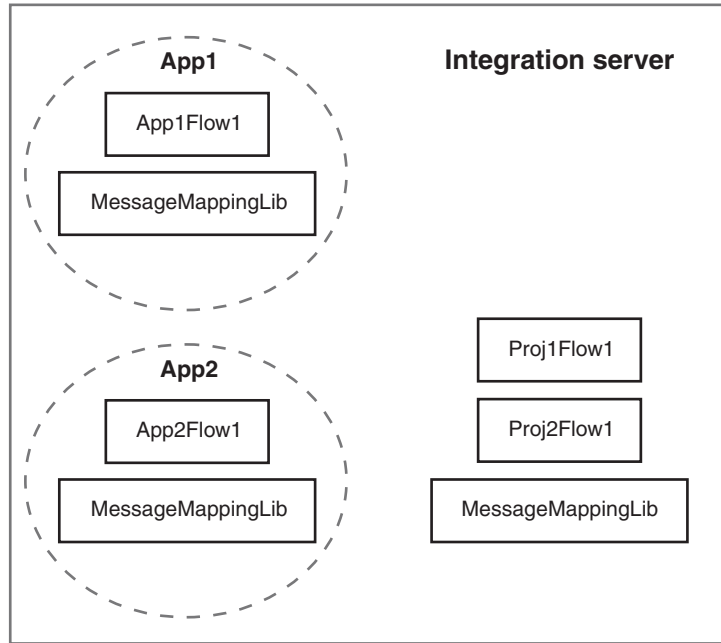 App1
App1Flow1
MessageMappingLib
App2
App2Flow1
MessageMappingLib
Integration server
Proj1Flow1
Proj2Flow1
MessageMappingLib